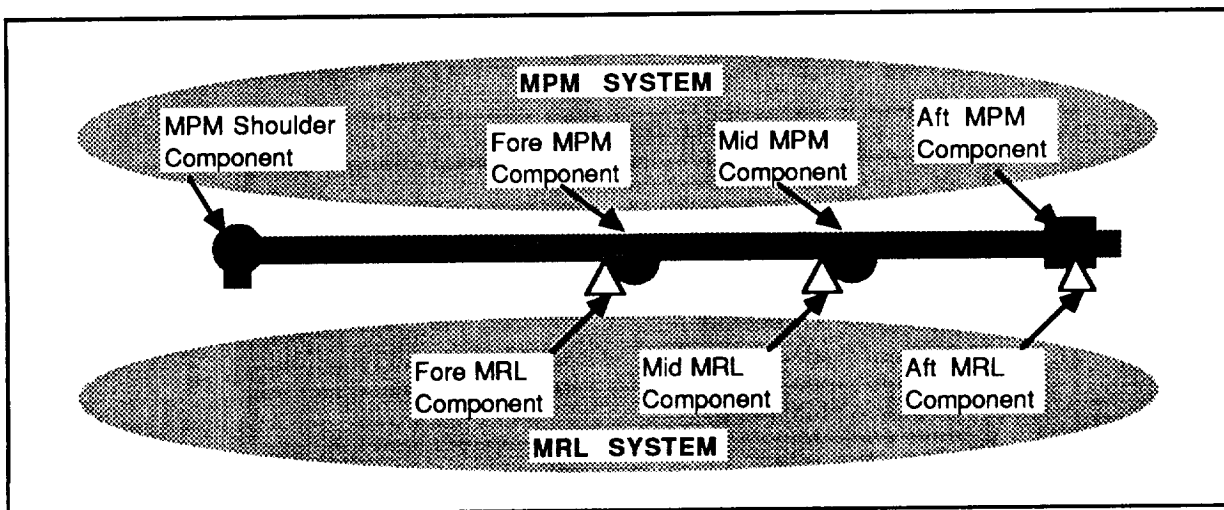 MPM SYSTEM
MPM Shoulder
Component
Fore MPM
Component
Mid MPM
Component
Aft MPM
Component
Fore MRL
Component
Mid MRL
Component
Aft MRL
Component
MRL SYSTEM